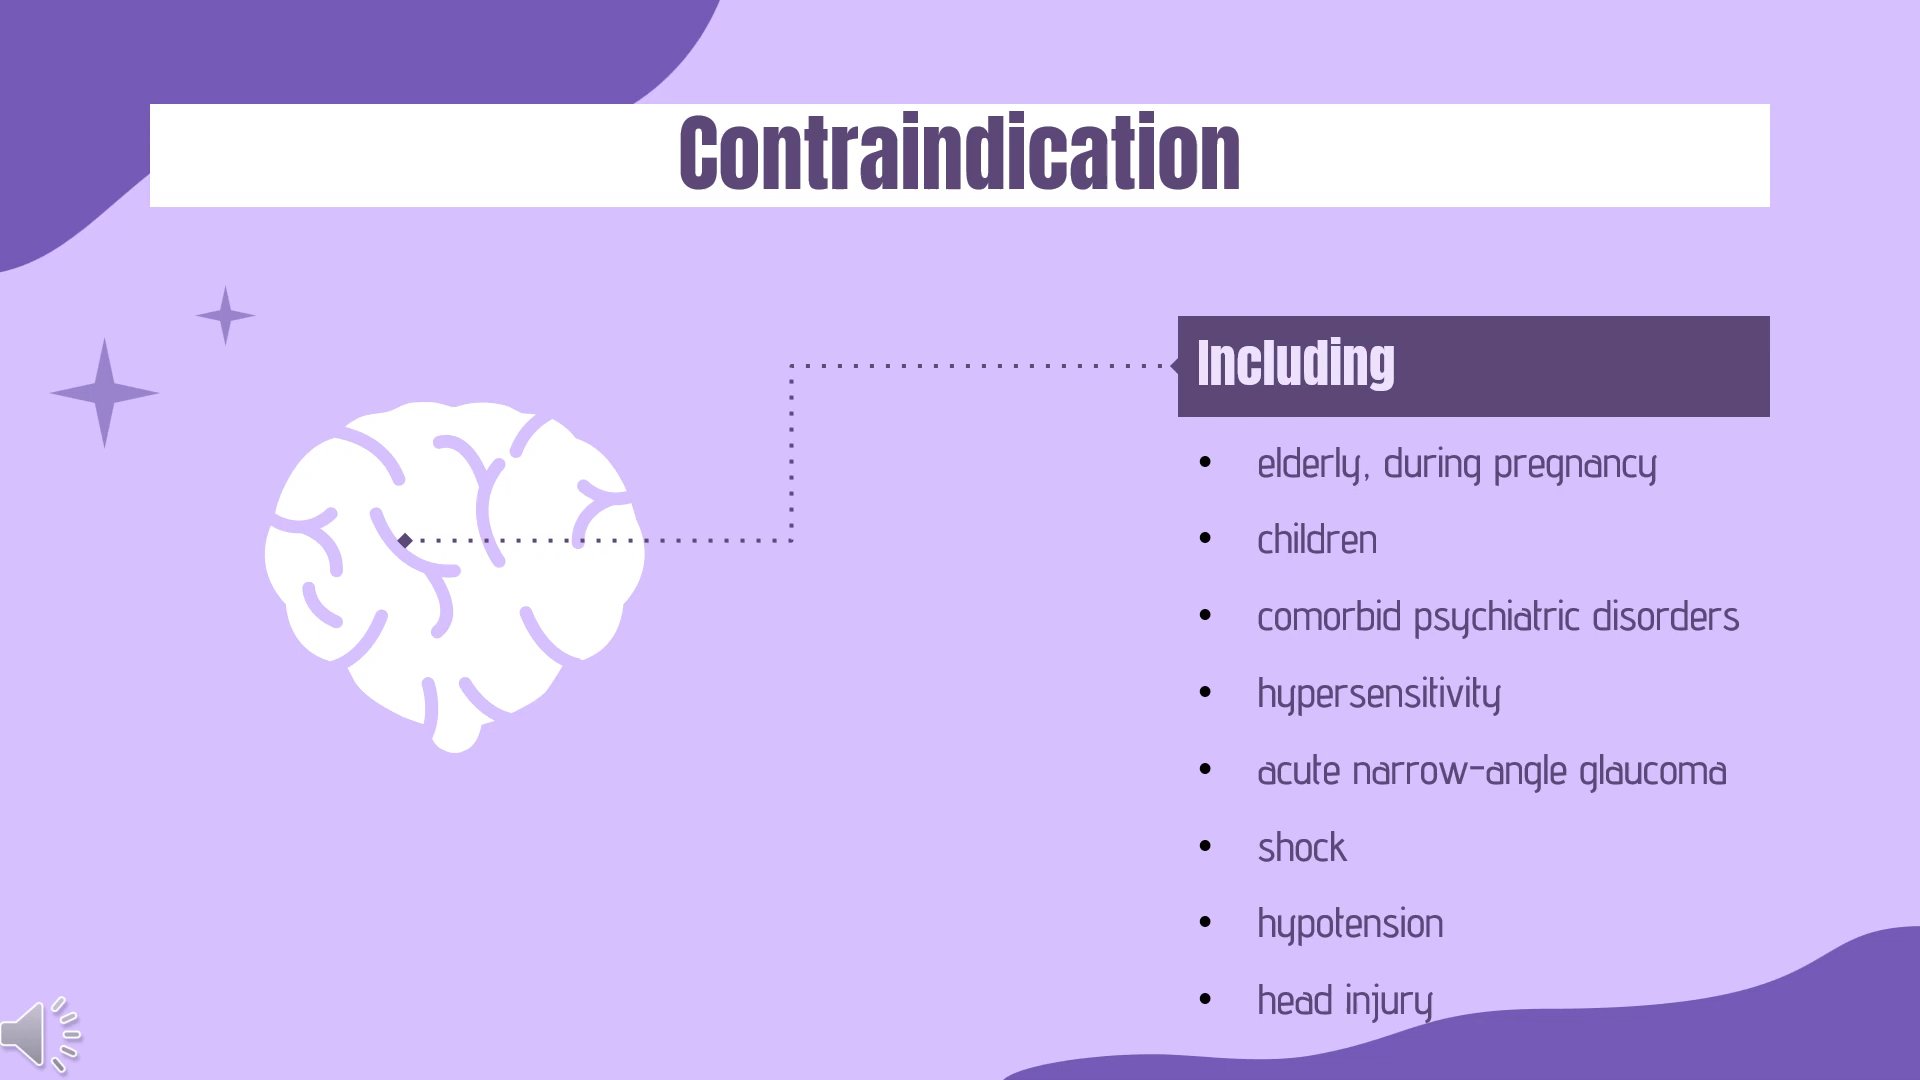 Contraindication
Including
• elderly, during pregnancy
• children
• comorbid psychiatric disorders
• hypersensitivity
• acute narrow-angle glaucoma
• shock
• hypotension
• head injury